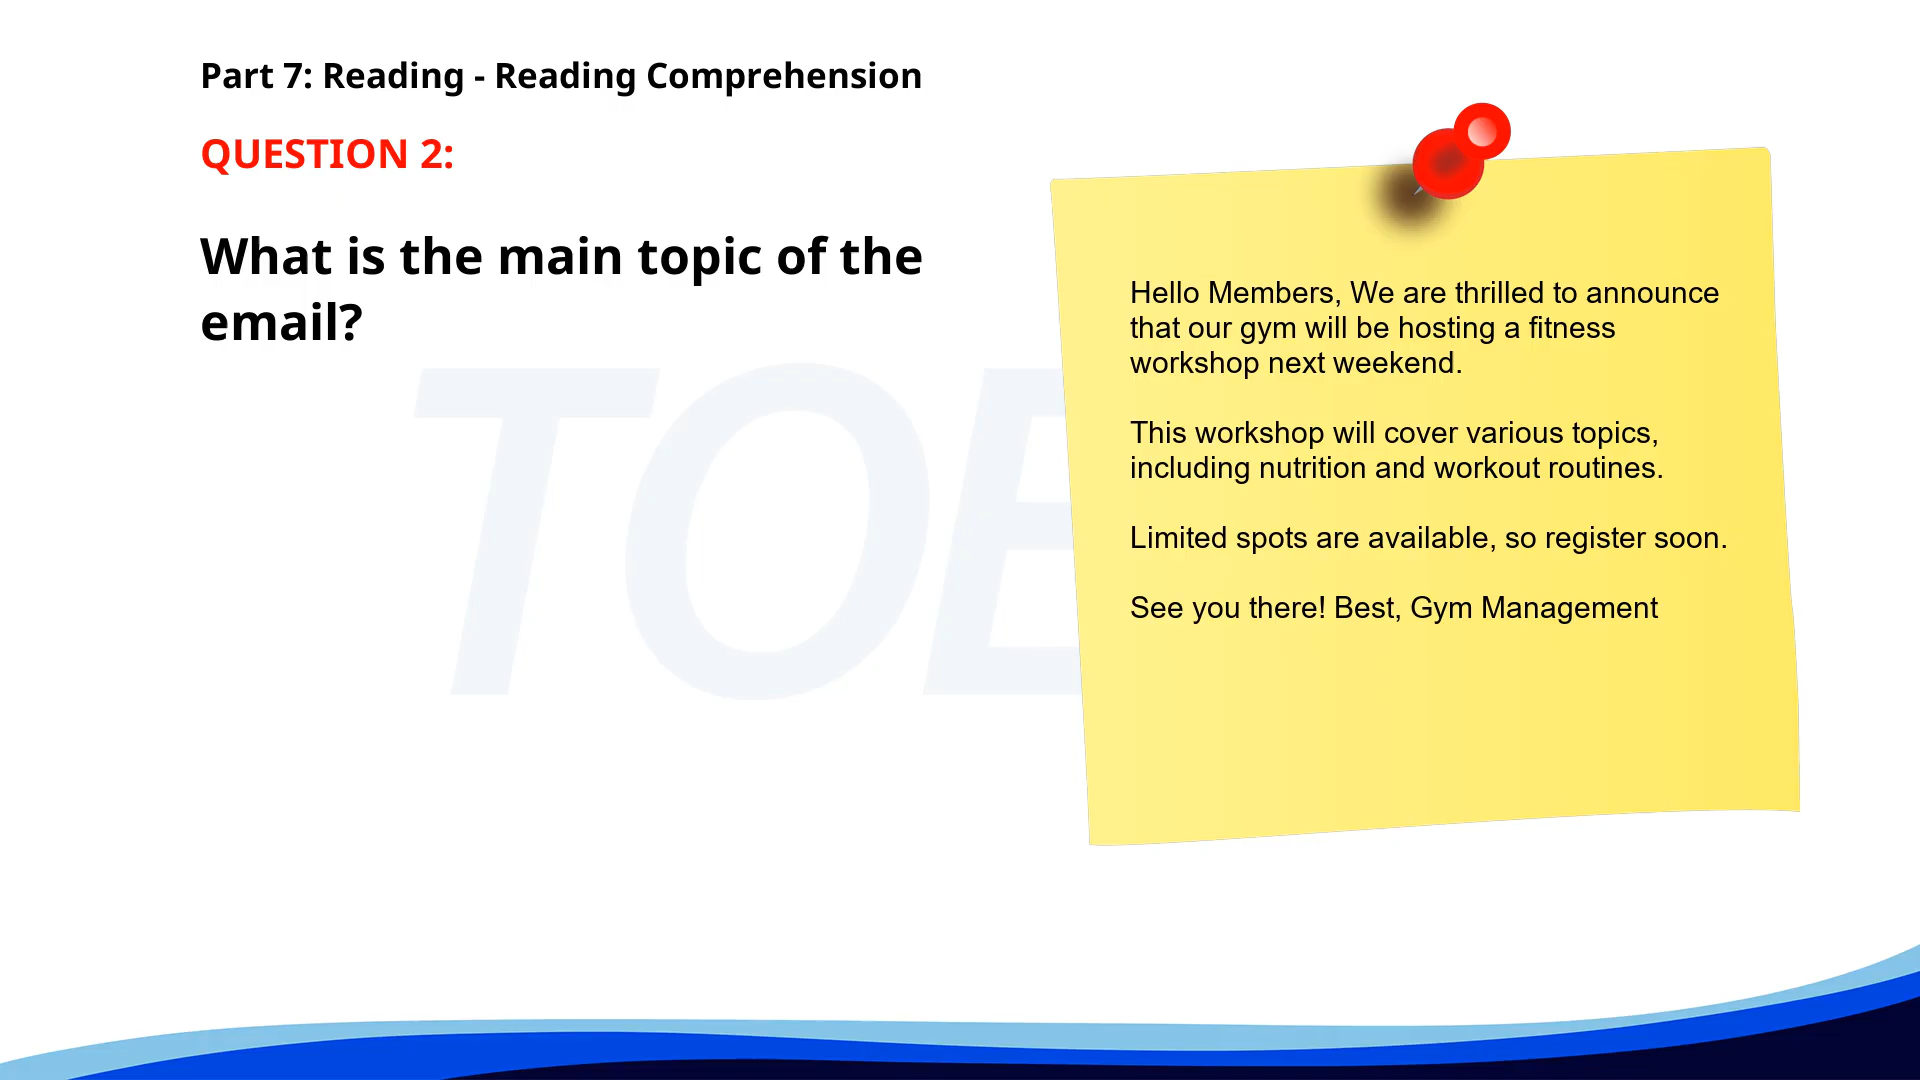 Part 7: Reading - Reading Comprehension
QUESTION 2:
What is the main topic of the
email?
TOE
Hello Members, We are thrilled to announce
that our gym will be hosting a fitness
workshop next weekend.
This workshop will cover various topics,
including nutrition and workout routines.
Limited spots are available, so register soon.
See you there! Best, Gym Management